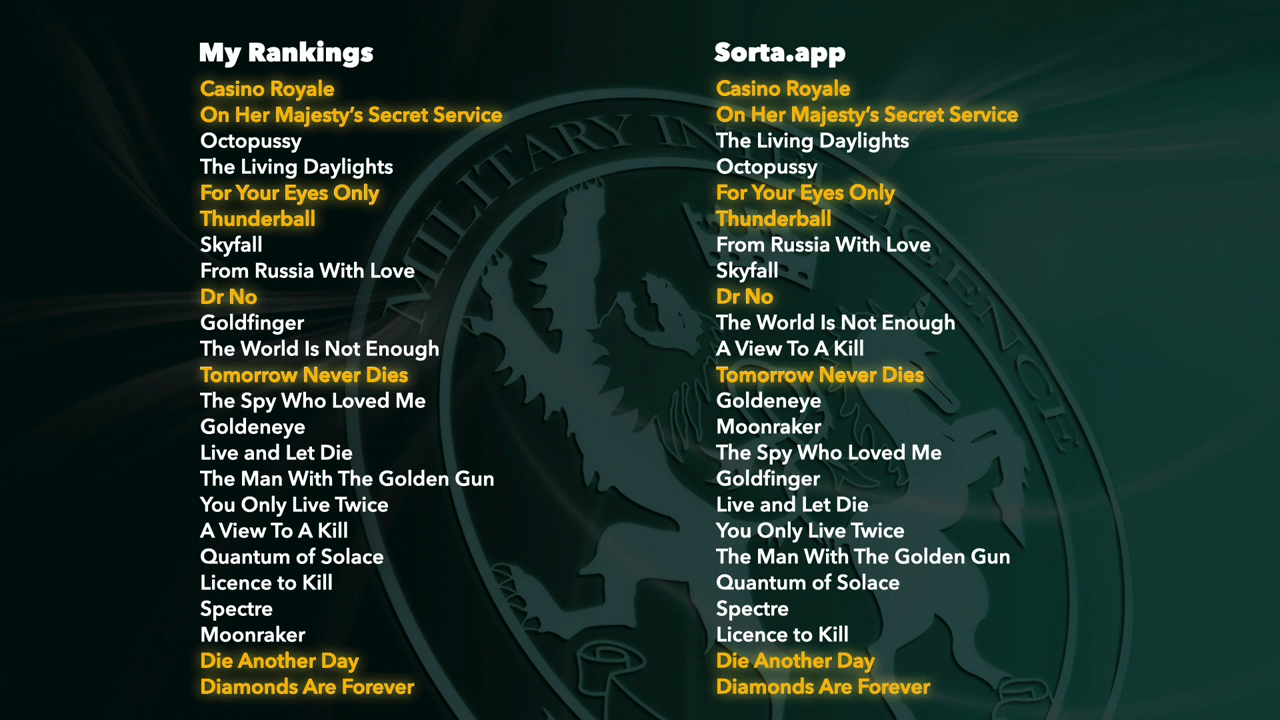 My Rankings
Casino Royale
On Her Majesty's Secret Service
Octopussy
The Living Daylights
For Your Eyes Only
Thunderball
Skyfall
From Russia With Love
Dr No
Goldfinger
The World Is Not Enough
Tomorrow Never Dies
The Spy Who Loved Me
Goldeneye
Live and Let Die
The Man With The Golden Gun
You Only Live Twice
A View To A Kill
Quantum of Solace
Licence to Kill
Spectre
Moonraker
Die Another Day
Diamonds Are Forever
Sorta.app
Casino Royale
On Her Majesty's Secret Service
The Living Daylights
Octopussy
For Your Eyes Only
Thunderball
From Russia With Love
Skyfall
Dr No
The World Is Not Enough
A View To A Kill
Tomorrow Never Dies
Goldeneye
Moonraker
The Spy Who Loved Me
Goldfinger
Live and Let Die
You Only Live Twice
The Man With The Golden Gun
Quantum of Solace
Spectre
Licence to Kill
Die Another Day
Diamonds Are Forever
MILITARY IN LIGENCE